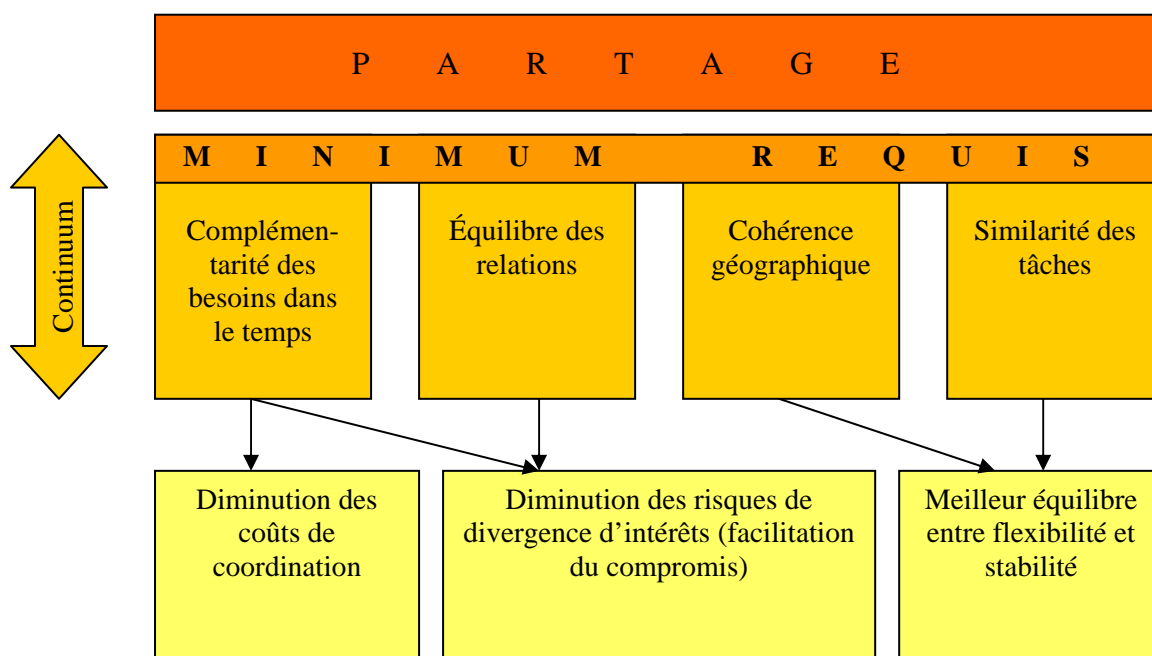 P A R T A G E
M I N I M U M R E Q U I S
Continuum
Complémen-
tarité des
besoins dans
le temps
Équilibre des
relations
Cohérence
géographique
Similarité des
tâches
Diminution des
coûts de
coordination
Diminution des risques de
divergence d’intérêts (facilitation
du compromis)
Meilleur équilibre
entre flexibilité et
stabilité